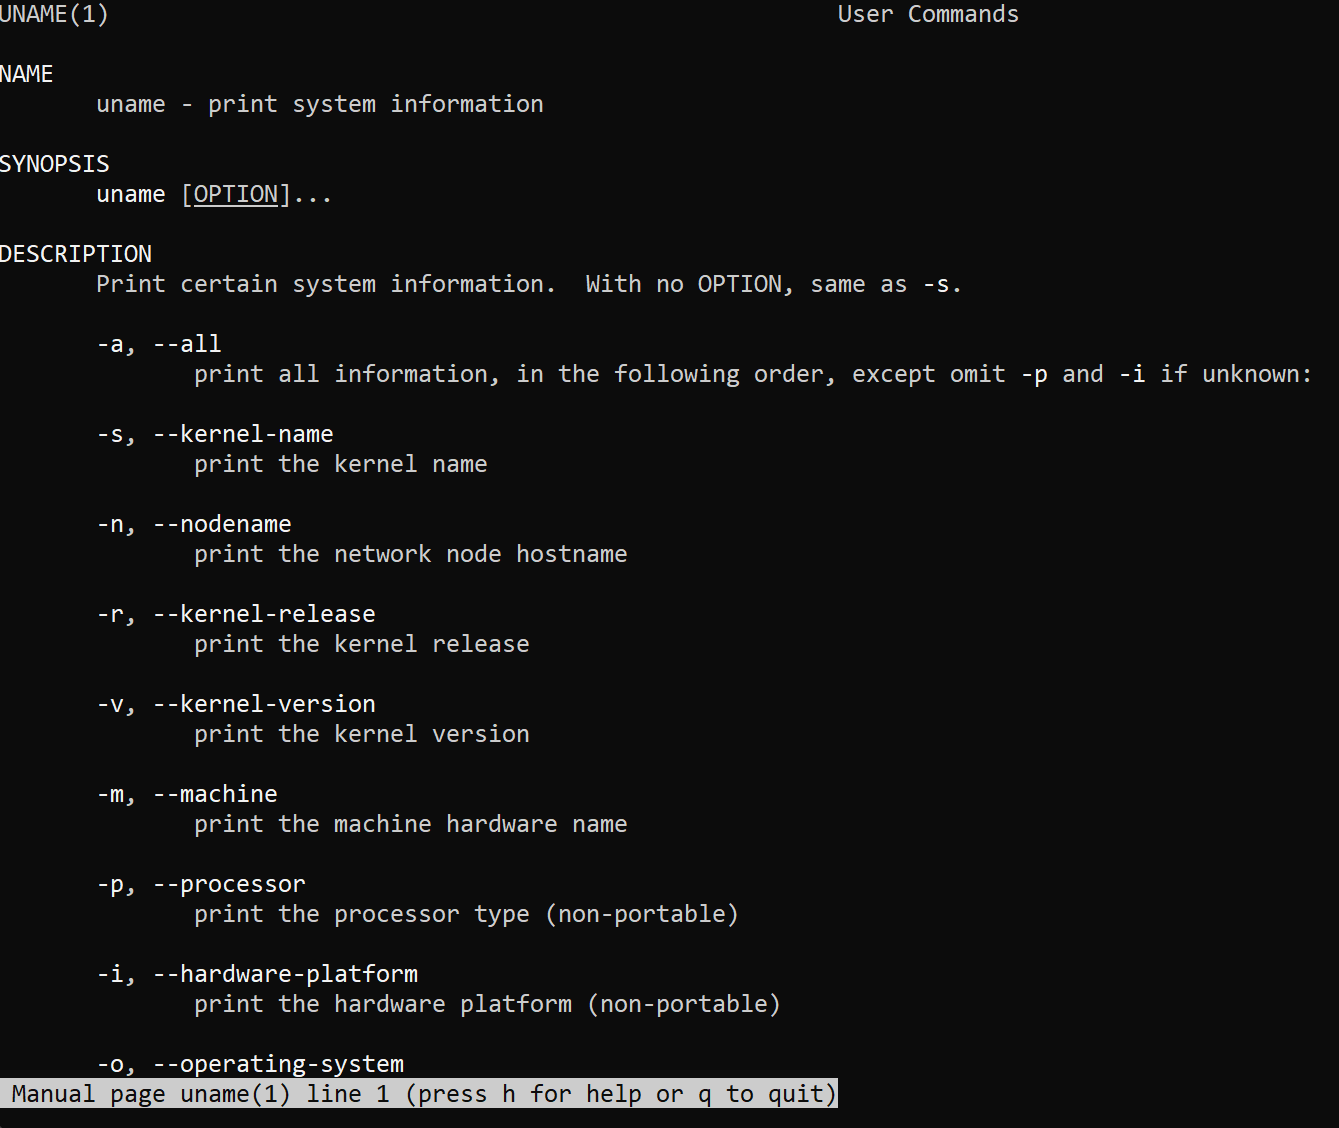 UNAME(1) User Commands
NAME
uname - print system information
SYNOPSIS
uname [OPTION]...
DESCRIPTION
Print certain system information.  With no OPTION, same as -s.
-a, --all
print all information, in the following order, except omit -p and -i if unknown:
-s, --kernel-name
print the kernel name
-n, --nodename
print the network node hostname
-r, --kernel-release
print the kernel release
-v, --kernel-version
print the kernel version
-m, --machine
print the machine hardware name
-p, --processor
print the processor type (non-portable)
-i, --hardware-platform
print the hardware platform (non-portable)
-o, --operating-system
Manual page uname(1) line 1 (press h for help or q to quit)